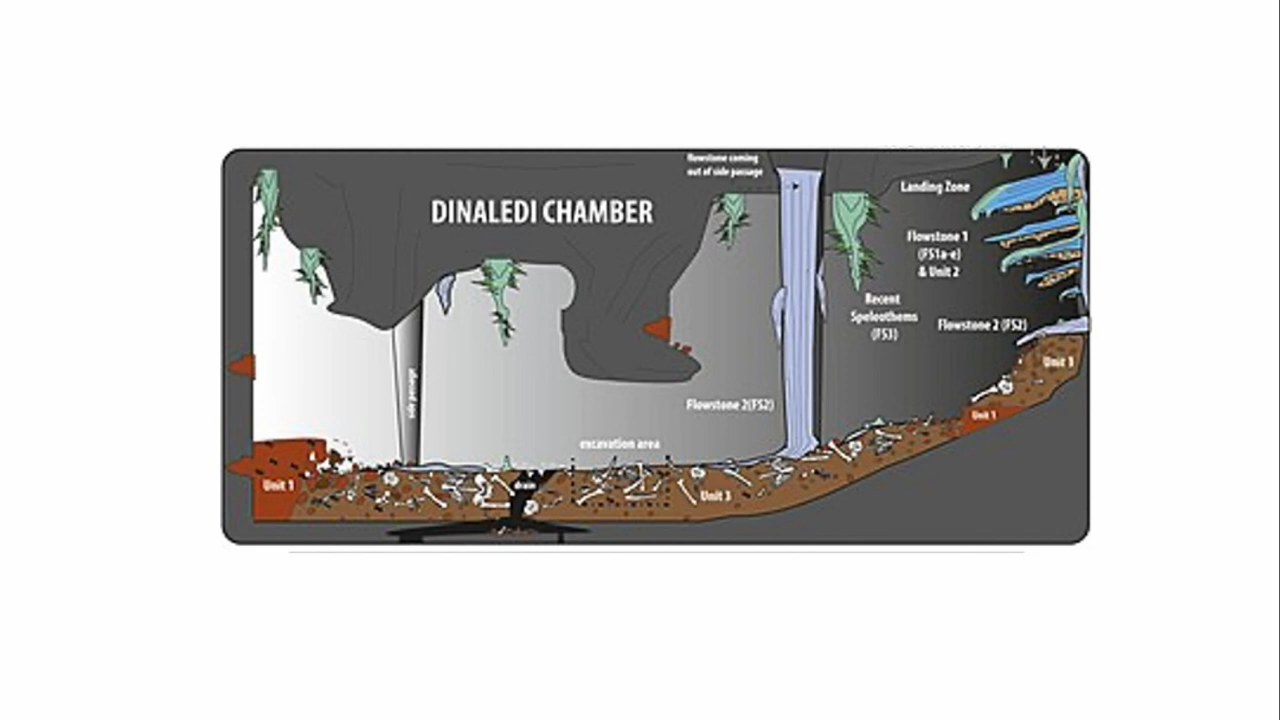 flowstone coming
out of side passage
Landing Zone
DINALEDI CHAMBER
Flowstone 1
(FS1a-e)
& Unit 2
Recent
Speleothems
(FS3)
Flowstone 2 (FS2)
Unit 3
side passage
Flowstone 2(FS2)
Unit 1
excavation area
Unit 1
drain
Unit 3